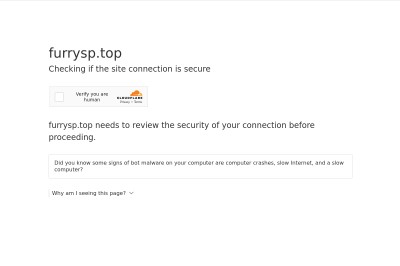 furrysp.top
Checking if the site connection is secure
Verify you are
human
CLOUDFLARE
Privacy • Terms
furrysp.top needs to review the security of your connection before
proceeding.
Did you know some signs of bot malware on your computer are computer crashes, slow internet, and a slow
computer?
Why am I seeing this page?